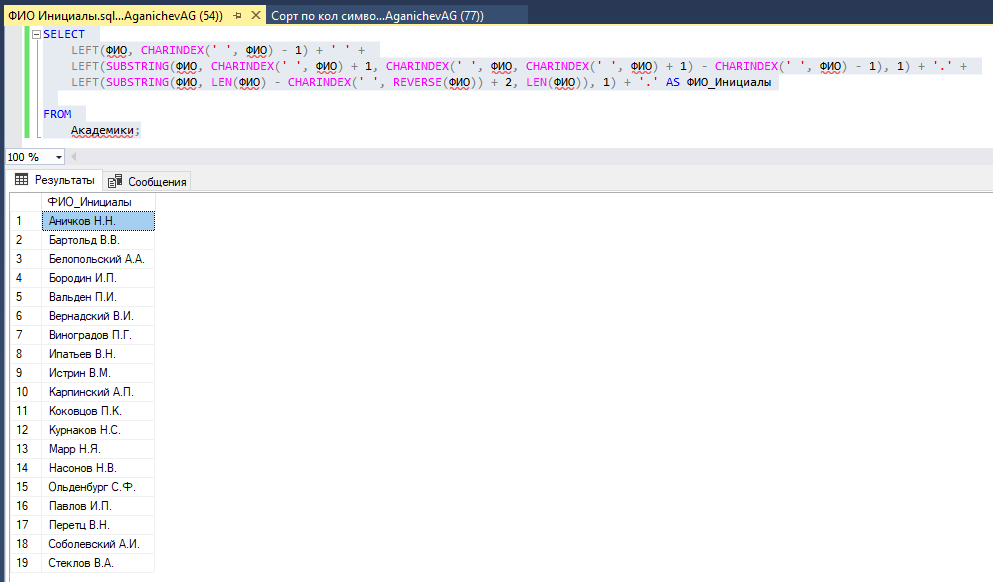 ФИО Инициалы.sql...AganichevAG (54)) Сорт по кол симво...AganichevAG (77))
SELECT
LEFT(ФИО, CHARINDEX(' ', ФИО) - 1) + ' ' +
LEFT(SUBSTRING(ФИО, CHARINDEX(' ', ФИО) + 1, CHARINDEX(' ', ФИО, CHARINDEX(' ', ФИО) + 1) - CHARINDEX(' ', ФИО) - 1), 1) + '.' +
LEFT(SUBSTRING(ФИО, LEN(ФИО) - CHARINDEX(' ', REVERSE(ФИО)) + 2, LEN(ФИО)), 1) + '.' AS ФИО_Инициалы
FROM
Академики;
100 %
Результаты Сообщения
ФИО_Инициалы
1 Аничков Н.Н.
2 Бартольд В.В.
3 Белопольский А.А.
4 Бородин И.П.
5 Вальден П.И.
6 Вернадский В.И.
7 Виноградов П.Г.
8 Ипатьев В.Н.
9 Истрин В.М.
10 Карпинский А.П.
11 Коковцов П.К.
12 Курнаков Н.С.
13 Марр Н.Я.
14 Насонов Н.В.
15 Ольденбург С.Ф.
16 Павлов И.П.
17 Перетц В.Н.
18 Соболевский А.И.
19 Стеклов В.А.